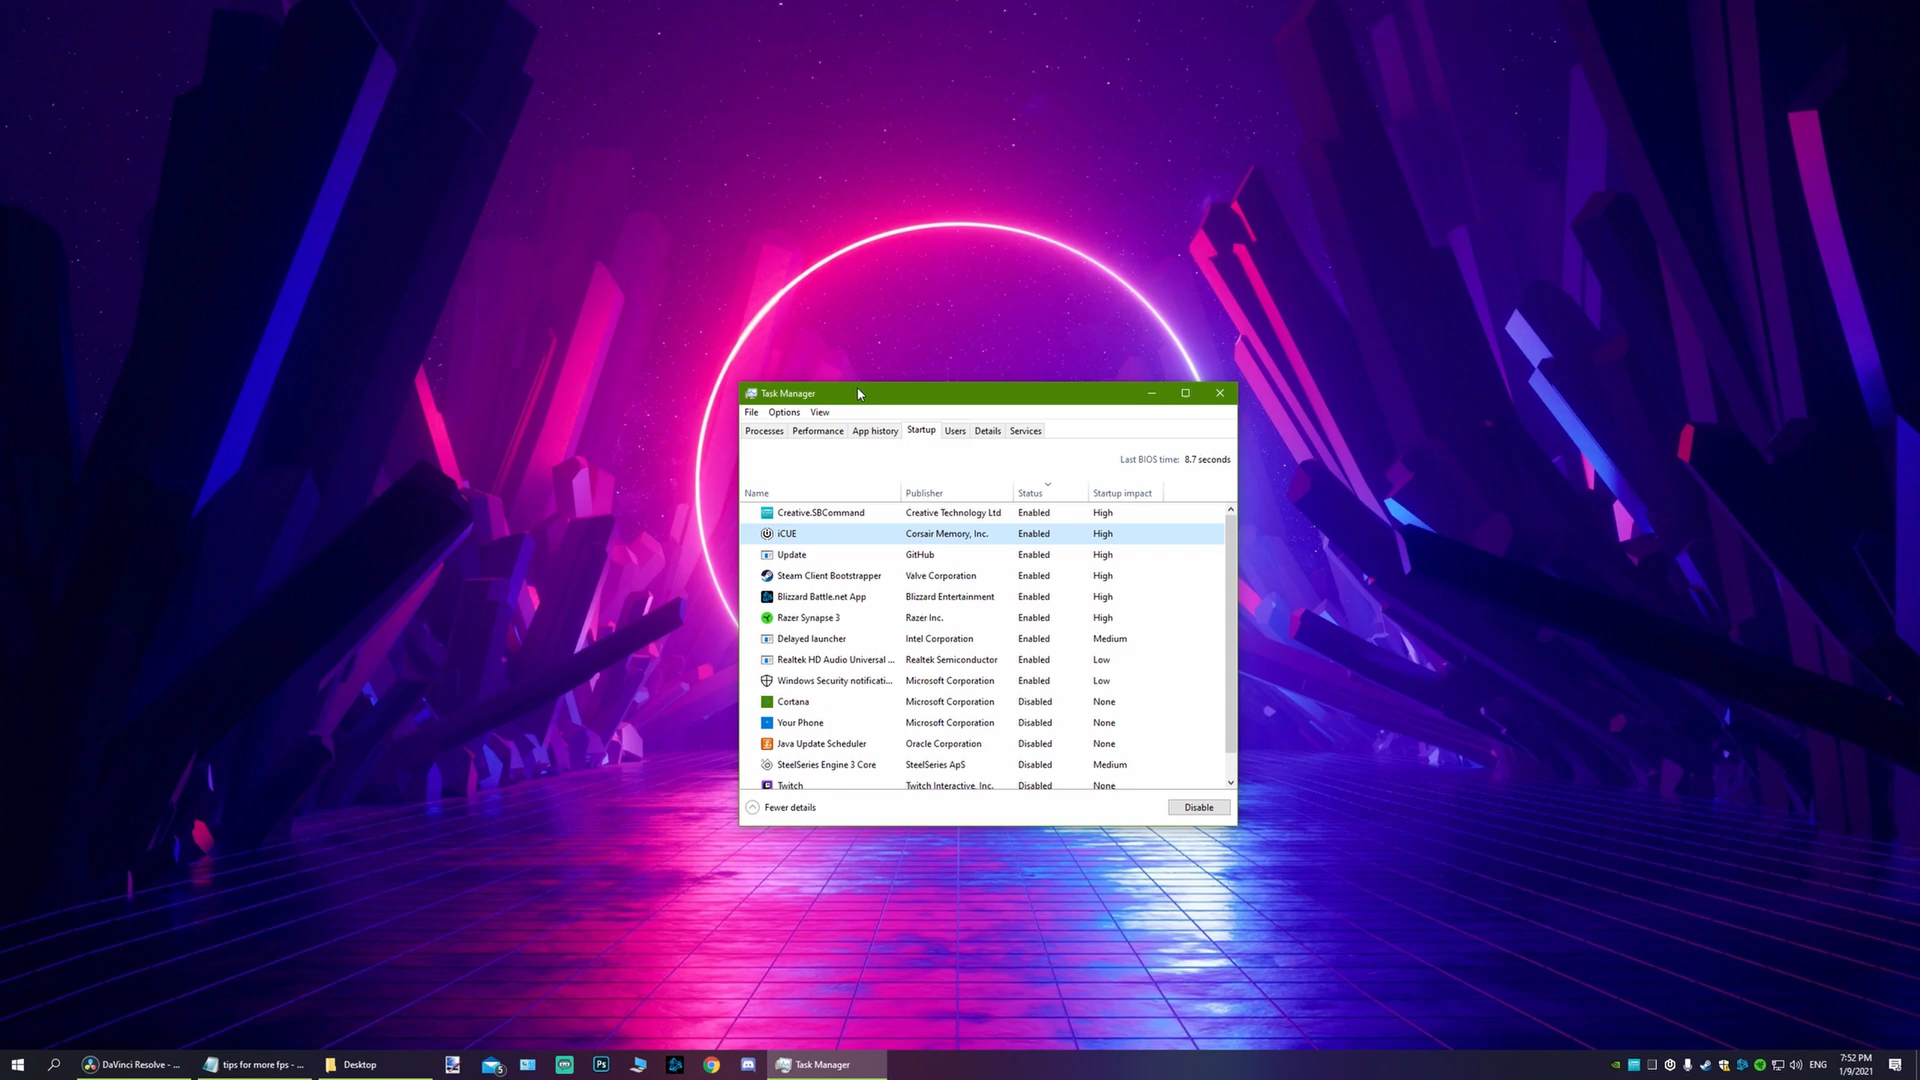 Task Manager
File Options View
Processes Performance App history Startup Users Details Services
Last BIOS time: 8.7 seconds
Name Publisher Status Startup impact
Creative.SBCommand Creative Technology Ltd Enabled High
iCUE Corsair Memory, Inc. Enabled High
Update GitHub Enabled High
Steam Client Bootstrapper Valve Corporation Enabled High
Blizzard Battle.net App Blizzard Entertainment Enabled High
Razer Synapse 3 Razer Inc. Enabled High
Delayed launcher Intel Corporation Enabled Medium
Realtek HD Audio Universal ... Realtek Semiconductor Enabled Low
Windows Security notificati... Microsoft Corporation Enabled Low
Cortana Microsoft Corporation Disabled None
Your Phone Microsoft Corporation Disabled None
Java Update Scheduler Oracle Corporation Disabled None
SteelSeries Engine 3 Core SteelSeries ApS Disabled Medium
Twitch Twitch Interactive, Inc. Disabled None
Fewer details Disable
DaVinci Resolve - ... tips for more fps - ... Desktop 5 Ps Task Manager ENG 7:52 PM
1/9/2021